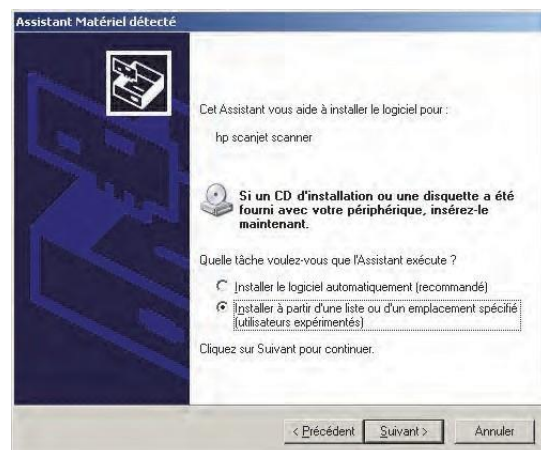 Assistant Matériel détecté
Cet Assistant vous aide à installer le logiciel pour :
hp scanjet scanner
Si un CD d'installation ou une disquette a été
fourni avec votre périphérique, insérez-le
maintenant.
Quelle tâche voulez-vous que l'Assistant exécute ?
Installer le logiciel automatiquement (recommandé)
Installer à partir d'une liste ou d'un emplacement spécifié
(utilisateurs expérimentés)
Cliquez sur Suivant pour continuer.
< Précédent Suivant > Annuler